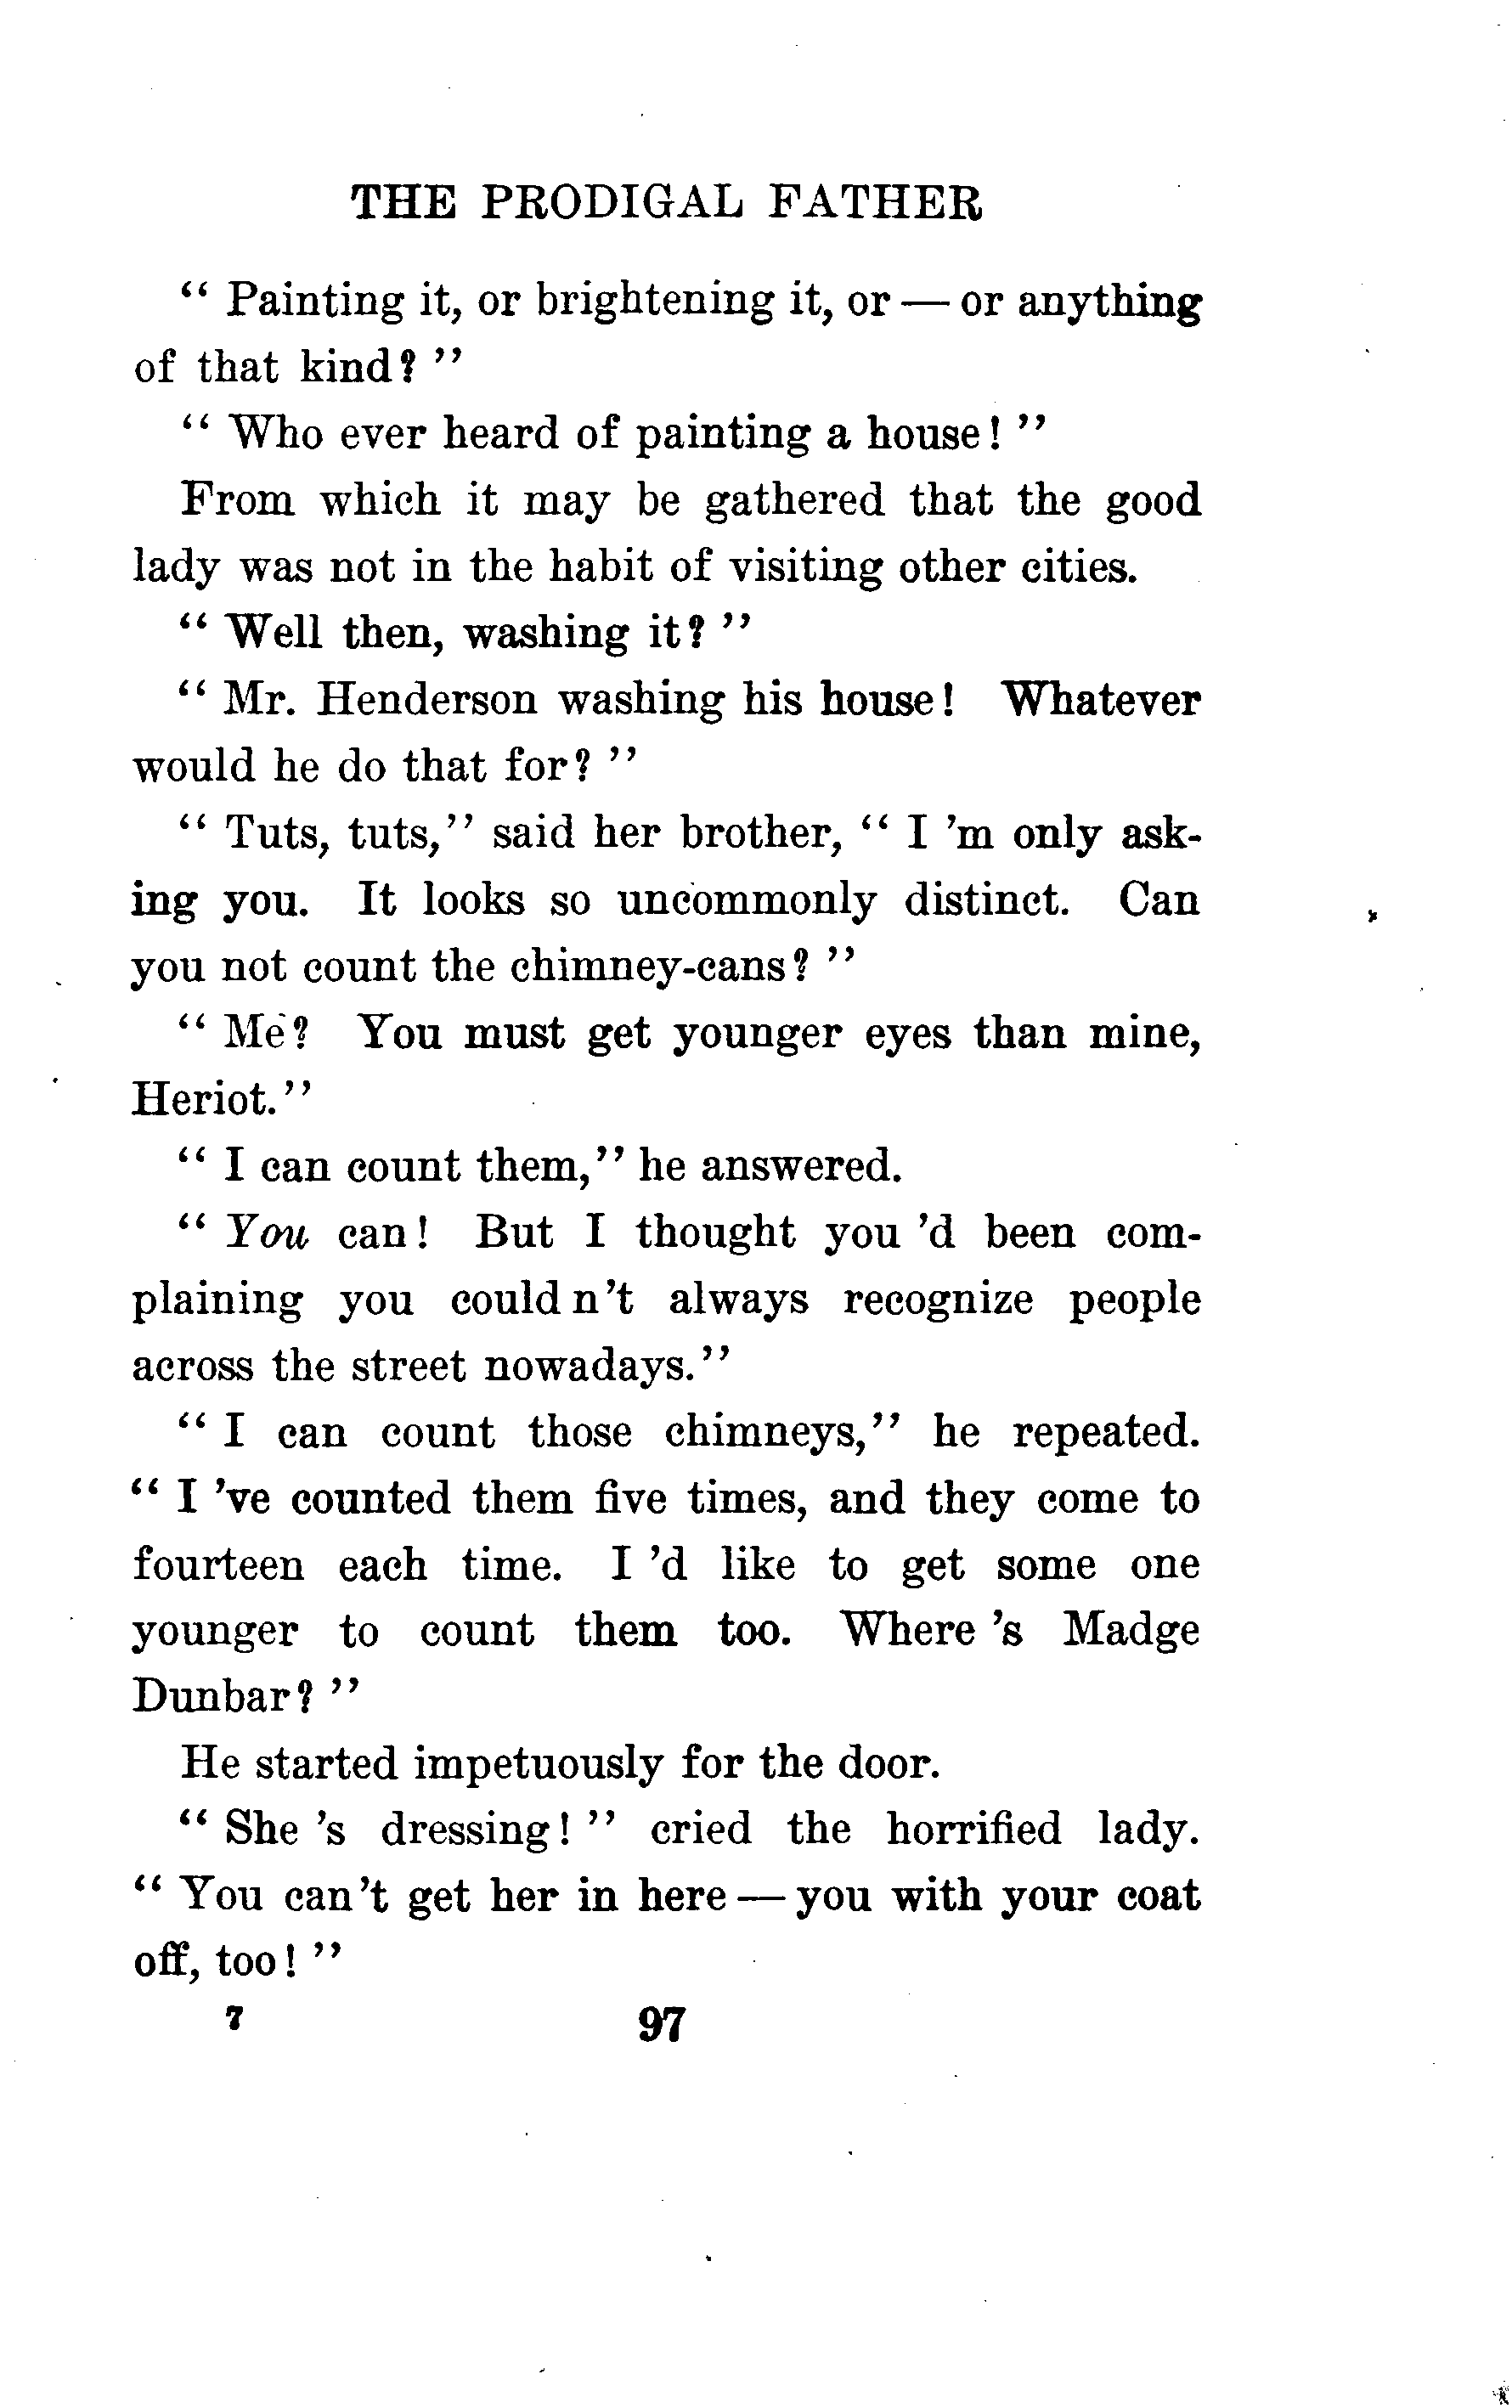 THE PRODIGAL FATHER
“ Painting it, or brightening it, or — or anything
of that kind? ”
“ Who ever heard of painting a house! ”
From which it may be gathered that the good
lady was not in the habit of visiting other cities.
“ Well then, washing it? ”
“ Mr. Henderson washing his house! Whatever
would he do that for? ”
“ Tuts, tuts,” said her brother, “ I 'm only ask-
ing you. It looks so uncommonly distinct. Can
you not count the chimney-cans? ”
“ Me? You must get younger eyes than mine,
Heriot.”
“ I can count them,” he answered.
“ You can! But I thought you 'd been com-
plaining you could n't always recognize people
across the street nowadays.”
“ I can count those chimneys,” he repeated.
“ I 've counted them five times, and they come to
fourteen each time. I 'd like to get some one
younger to count them too. Where 's Madge
Dunbar? ”
He started impetuously for the door.
“ She 's dressing! ” cried the horrified lady.
“ You can't get her in here — you with your coat
off, too! ”
7 97